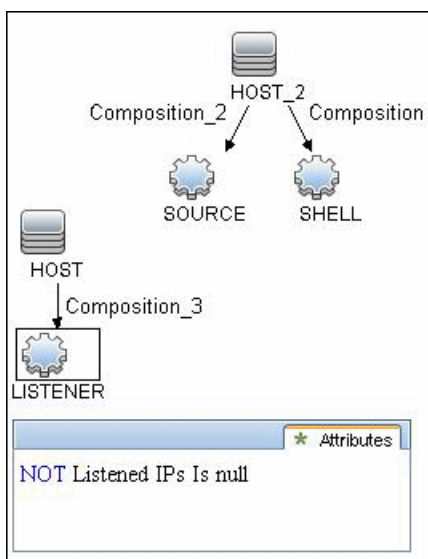 HOST_2
Composition_2 Composition
SOURCE SHELL
HOST
Composition_3
LISTENER
* Attributes
NOT Listened IPs Is null